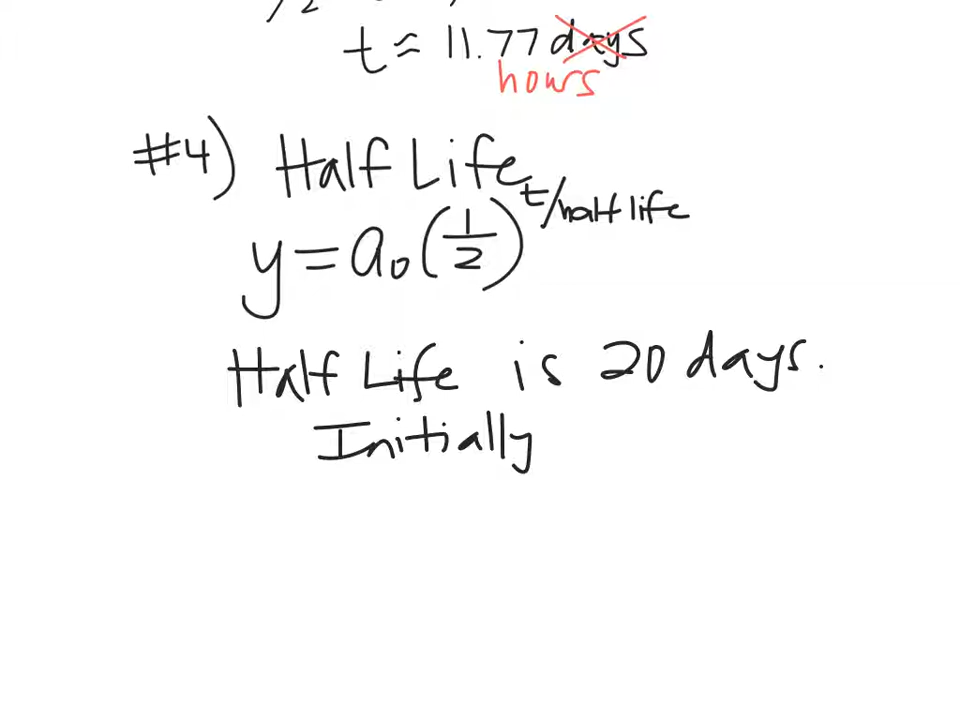 t ≈ 11.77 days
hours
#4) Half Life
y = a₀(1/2)^(t/half life)
Half Life is 20 days.
Initially